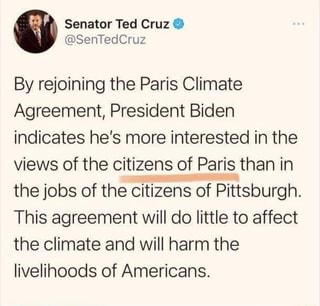 Senator Ted Cruz
@SenTedCruz
By rejoining the Paris Climate
Agreement, President Biden
indicates he's more interested in the
views of the citizens of Paris than in
the jobs of the citizens of Pittsburgh.
This agreement will do little to affect
the climate and will harm the
livelihoods of Americans.